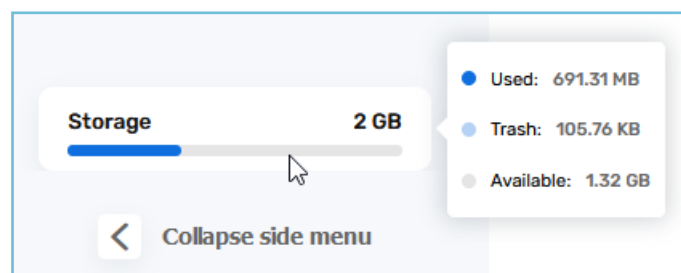 Storage 2 GB
Used: 691.31 MB
Trash: 105.76 KB
Available: 1.32 GB
Collapse side menu